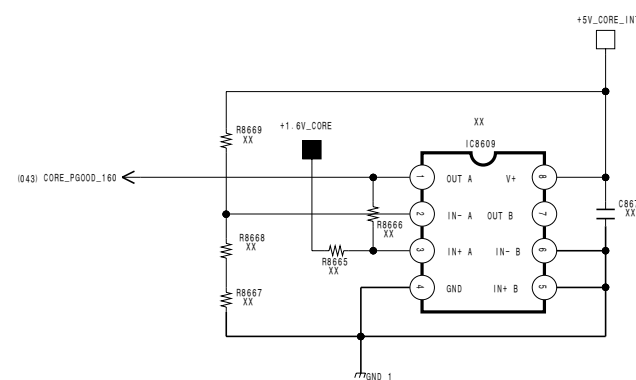 +5V_CORE_INT
XX
+1.6V_CORE
R8669
XX
IC8609
(043) CORE_PGOOD_160
1
OUT A
V+
8
2
IN- A
OUT B
7
R8666
XX
C867
XX
R8668
XX
3
IN+ A
IN- B
6
R8665
XX
4
GND
IN+ B
5
R8667
XX
GND 1